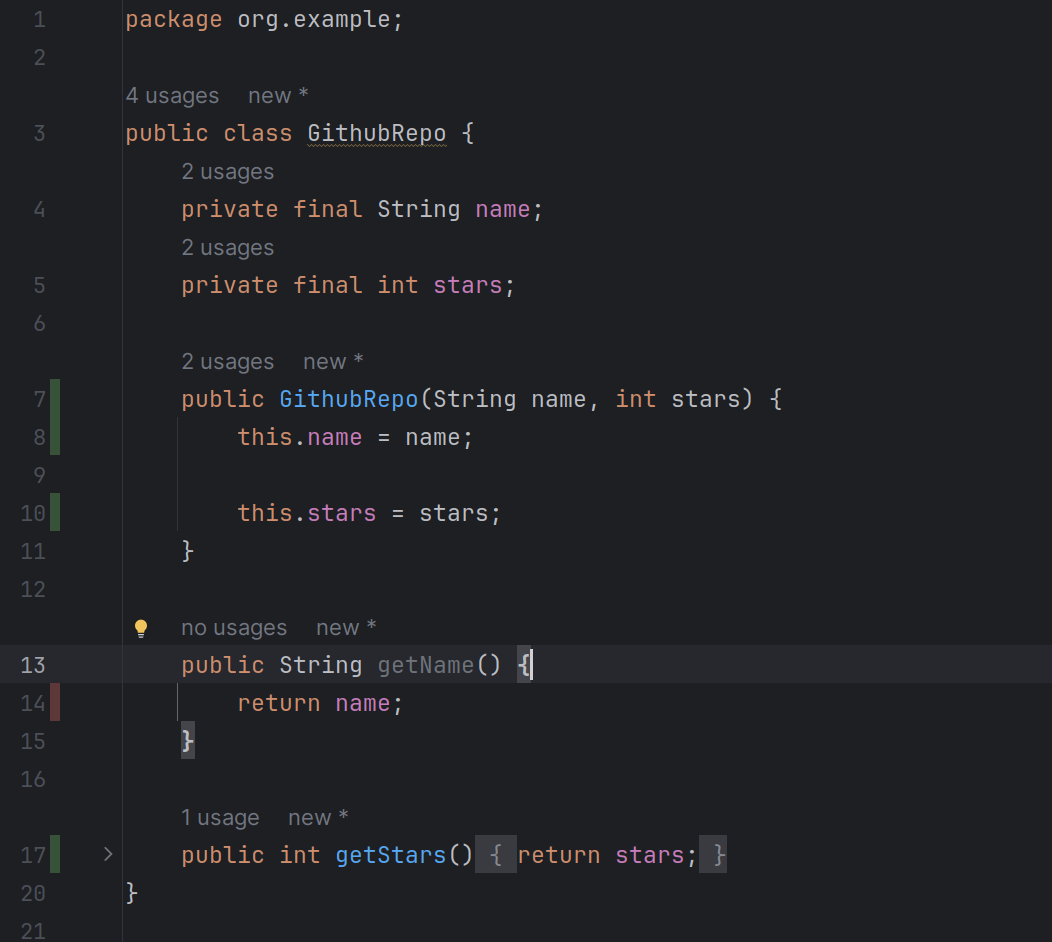 1 package org.example;
2
4 usages new *
3 public class GithubRepo {
2 usages
4 private final String name;
2 usages
5 private final int stars;
6
2 usages new *
7 public GithubRepo(String name, int stars) {
8 this.name = name;
9
10 this.stars = stars;
11 }
12
no usages new *
13 public String getName() {
14 return name;
15 }
16
1 usage new *
17 public int getStars() { return stars; }
20 }
21